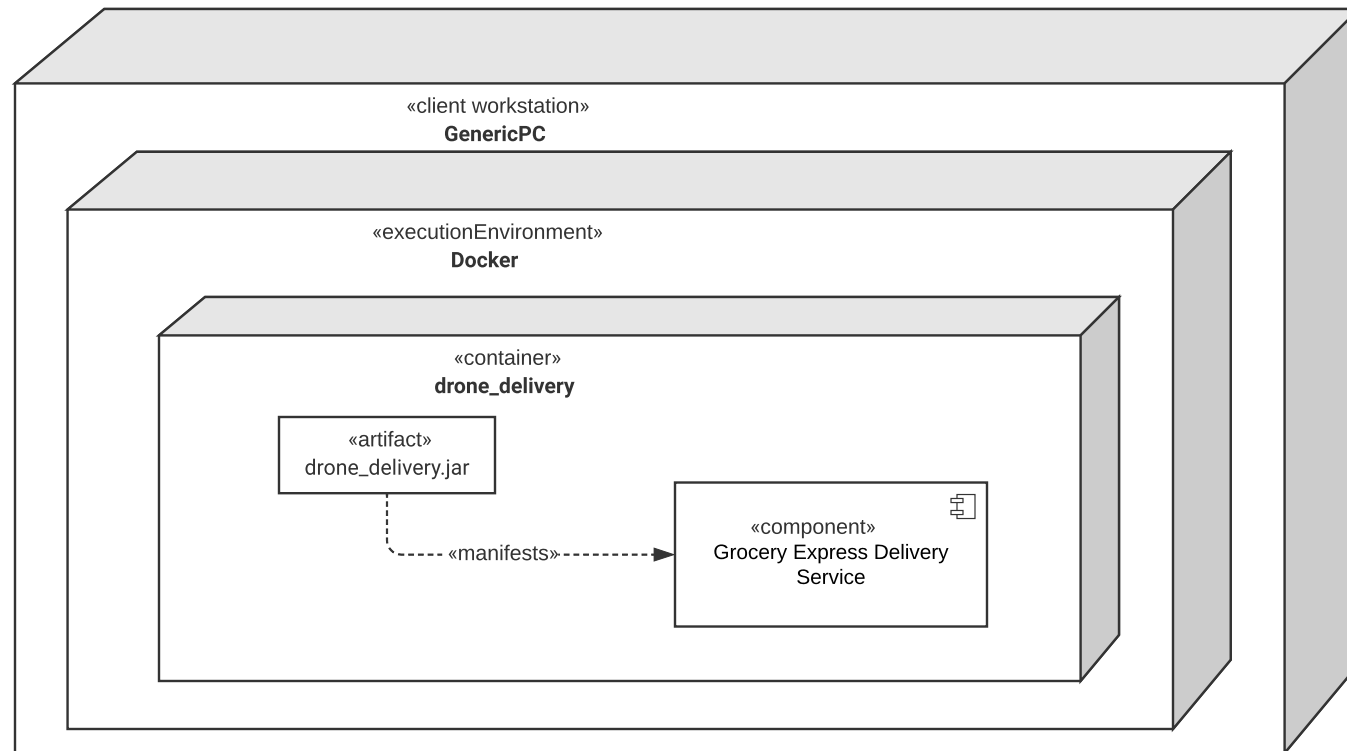 «client workstation»
GenericPC
«executionEnvironment»
Docker
«container»
drone_delivery
«artifact»
drone_delivery.jar
«manifests»
«component»
Grocery Express Delivery
Service